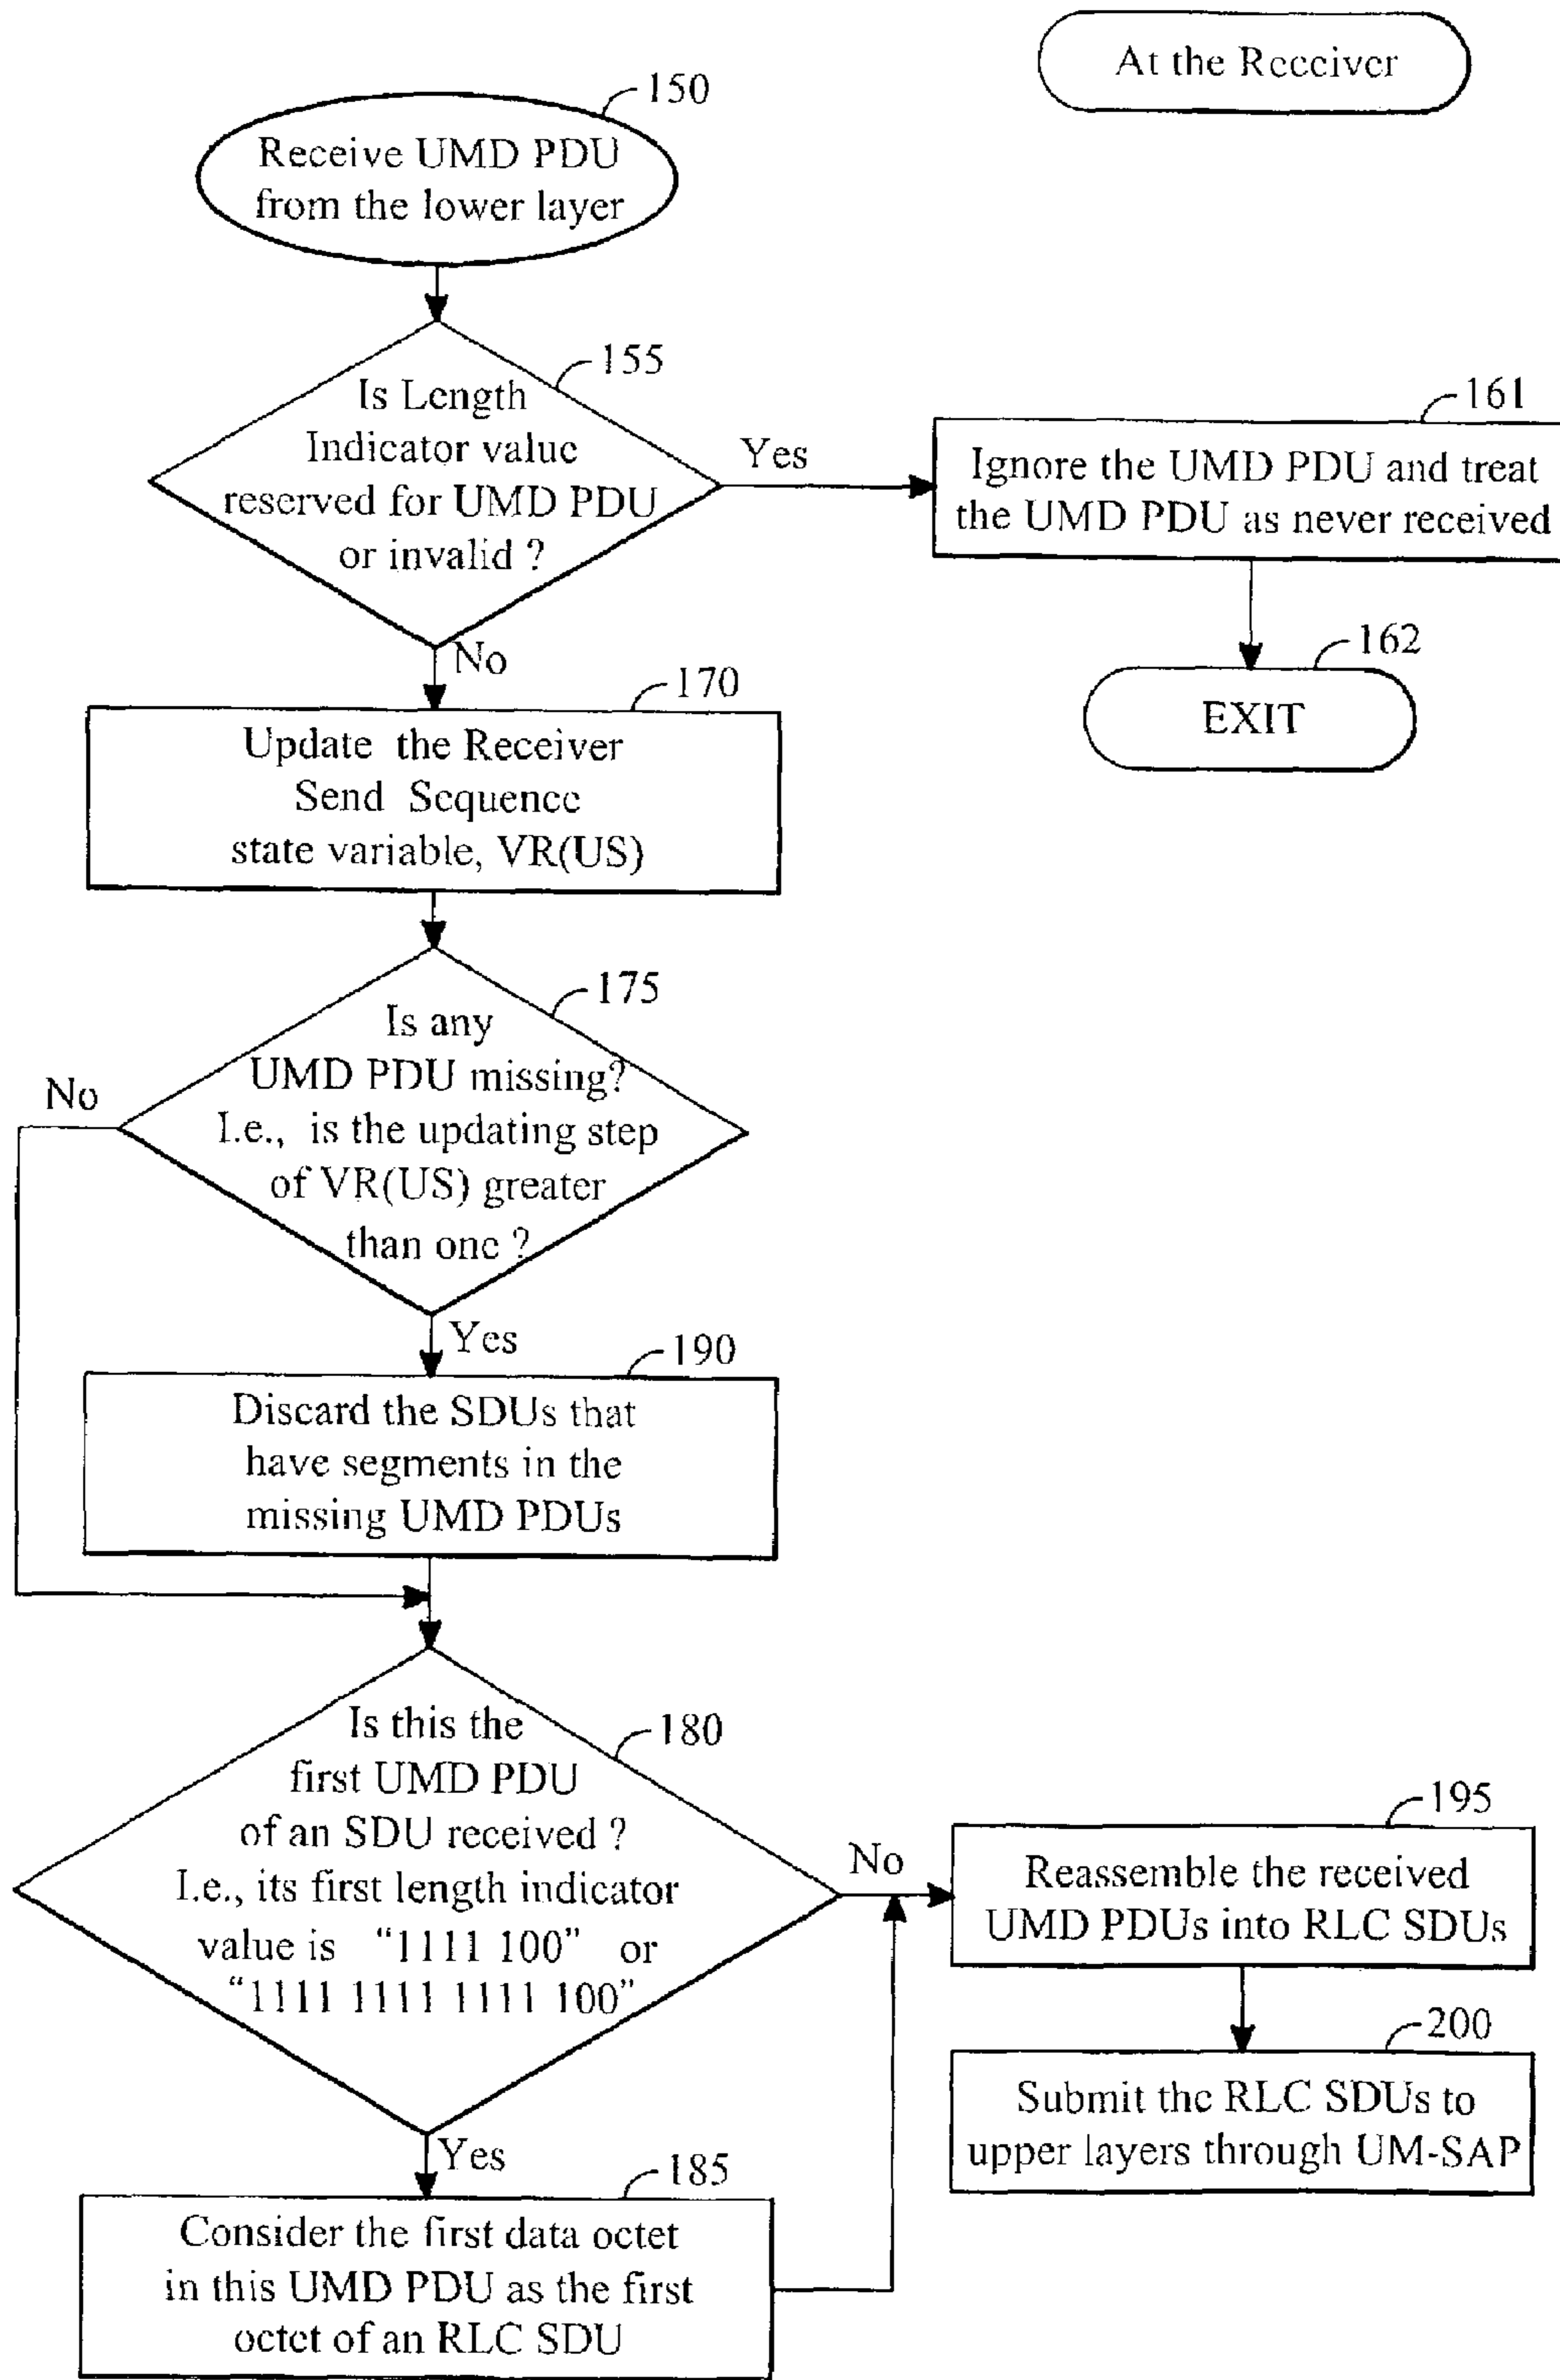 At the Receiver
150
Receive UMD PDU
from the lower layer
155
Is Length
Indicator value
reserved for UMD PDU
or invalid ?
Yes
161
Ignore the UMD PDU and treat
the UMD PDU as never received
162
EXIT
No
170
Update the Receiver
Send Sequence
state variable, VR(US)
175
Is any
UMD PDU missing?
I.e., is the updating step
of VR(US) greater
than one ?
No
Yes
190
Discard the SDUs that
have segments in the
missing UMD PDUs
180
Is this the
first UMD PDU
of an SDU received ?
I.e., its first length indicator
value is "1111 100" or
"1111 1111 1111 100"
No
195
Reassemble the received
UMD PDUs into RLC SDUs
200
Submit the RLC SDUs to
upper layers through UM-SAP
Yes
185
Consider the first data octet
in this UMD PDU as the first
octet of an RLC SDU